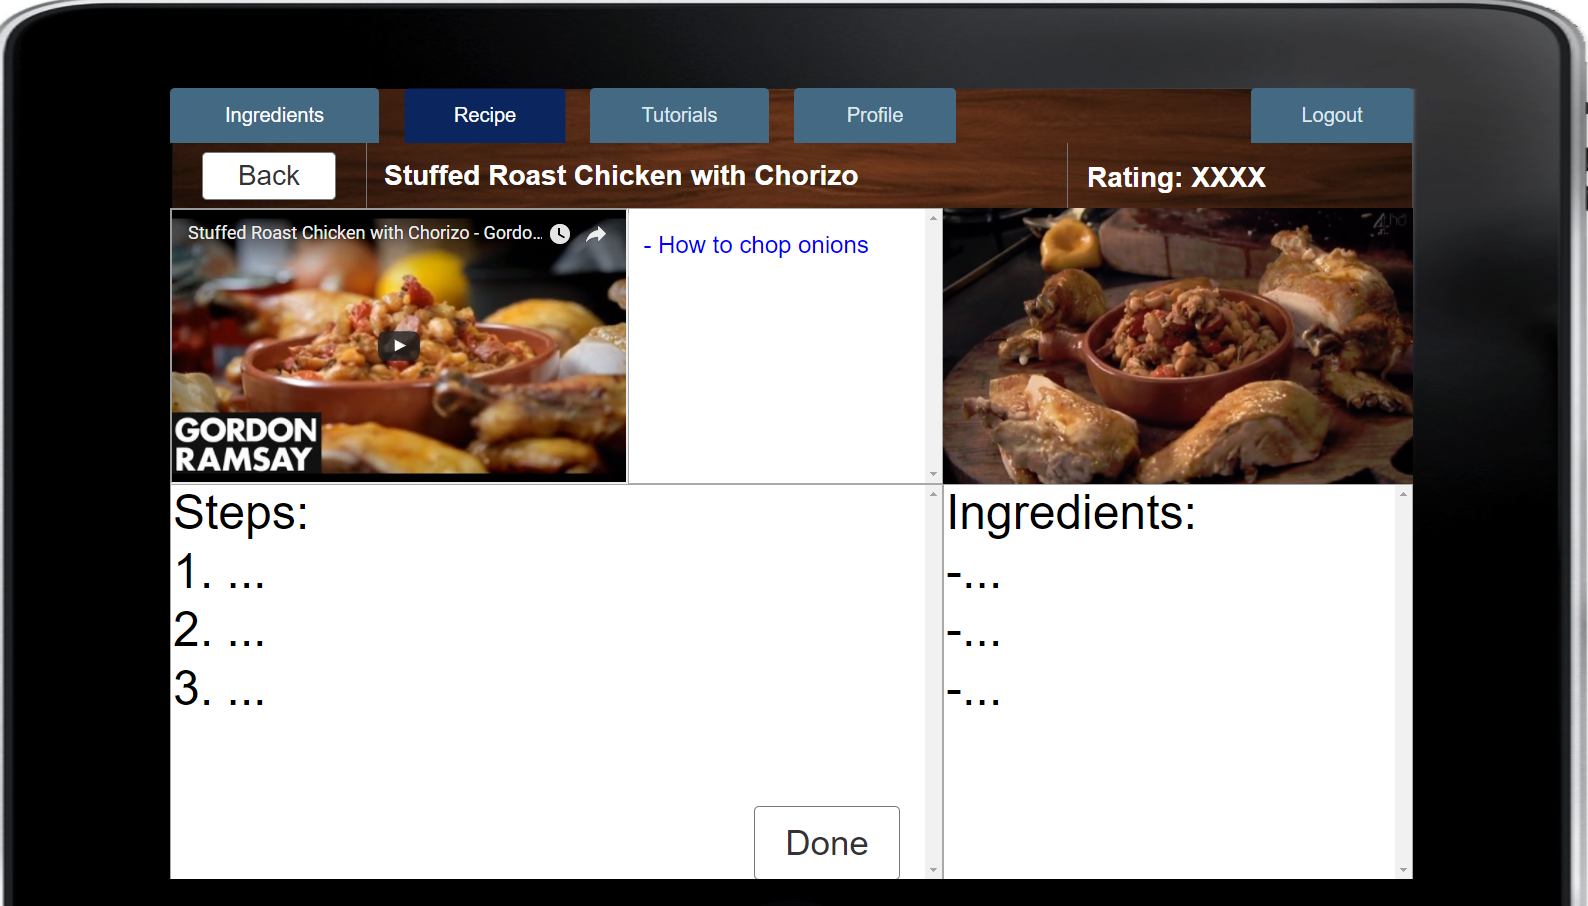 Ingredients
Recipe
Tutorials
Profile
Logout
Back
Stuffed Roast Chicken with Chorizo
Rating: XXXX
Stuffed Roast Chicken with Chorizo - Gordo...
GORDON
RAMSAY
- How to chop onions
4
Steps:
1. ...
2. ...
3. ...
Done
Ingredients:
-...
-...
-...